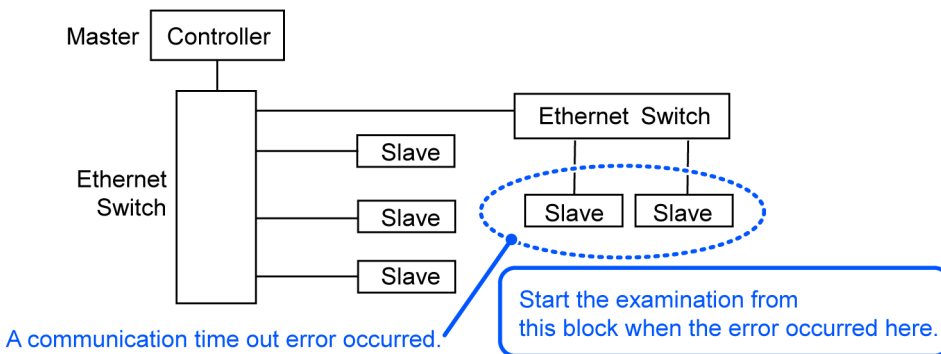 Master
Controller
Ethernet Switch
Slave
Ethernet
Switch
Slave
Slave
Slave
Slave
A communication time out error occurred.
Start the examination from
this block when the error occurred here.